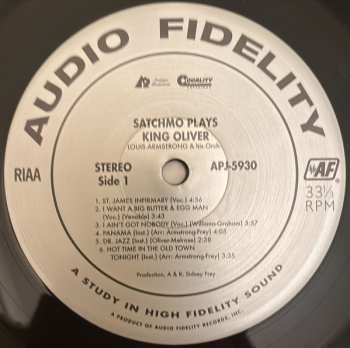 AUDIO FIDELITY
SATCHMO PLAYS
KING OLIVER
LOUIS ARMSTRONG & his Orch.
RIAA
STEREO
Side 1
APJ-5930
AF
33⅓
RPM
1. ST. JAMES INFIRMARY (Voc.) 4:56
2. I WANT A BIG BUTTER & EGG MAN
(Voc.) (Venable) 3:43
3. I AIN'T GOT NOBODY (Voc.) (Williams-Graham) 3:57
4. PANAMA (Inst.) (Arr: Armstrong-Frey) 4:05
5. DR. JAZZ (Inst.) (Oliver-Melrose) 2:38
6. HOT TIME IN THE OLD TOWN
TONIGHT (Inst.) (Arr: Armstrong-Frey) 3:35
Production, A & R, Sidney Frey
A STUDY IN HIGH FIDELITY SOUND
A PRODUCT OF AUDIO FIDELITY RECORDS, INC.